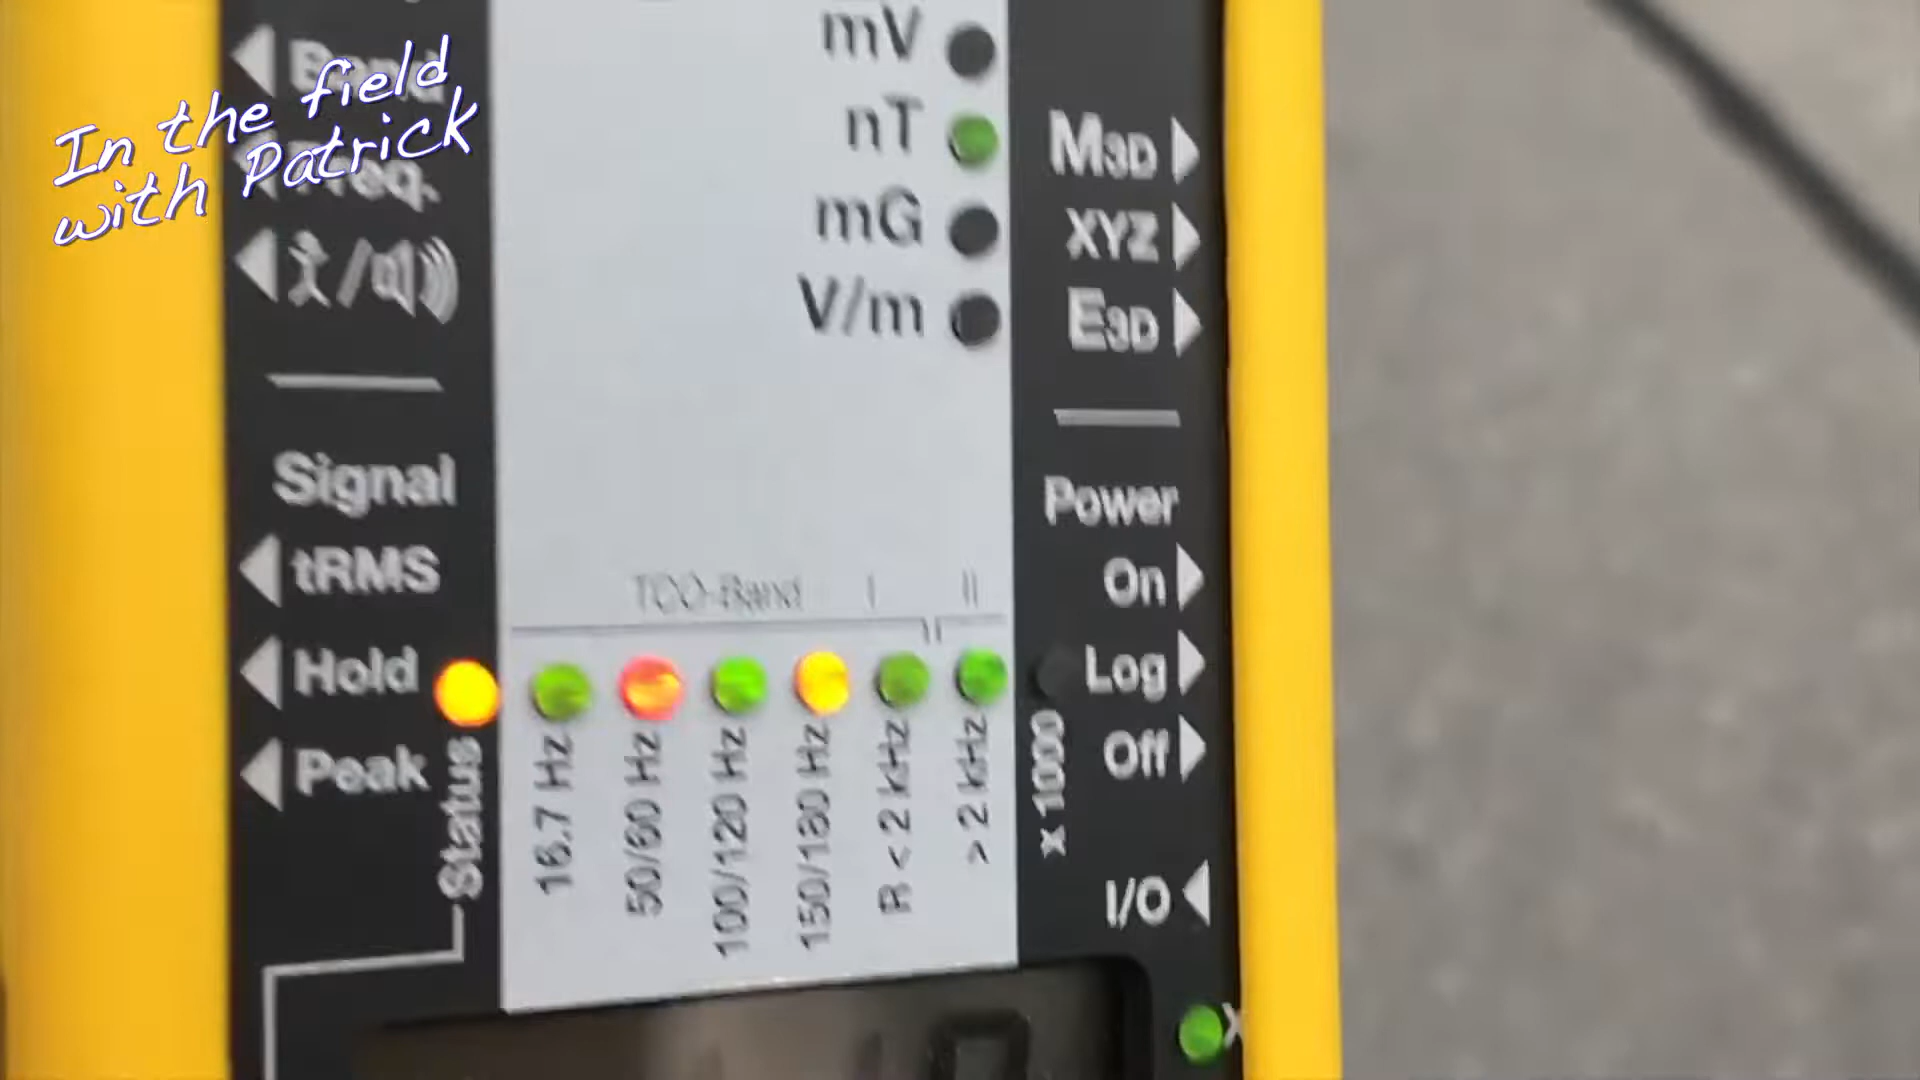 In the field
with Patrick
Band
Freq.
mV
nT
mG
V/m
M3D
XYZ
E3D
Signal
tRMS
Hold
Peak
Status
TCO-Band I II
16.7 Hz
50/60 Hz
100/120 Hz
150/180 Hz
R < 2 kHz
> 2 kHz
x 1000
Power
On
Log
Off
I/O